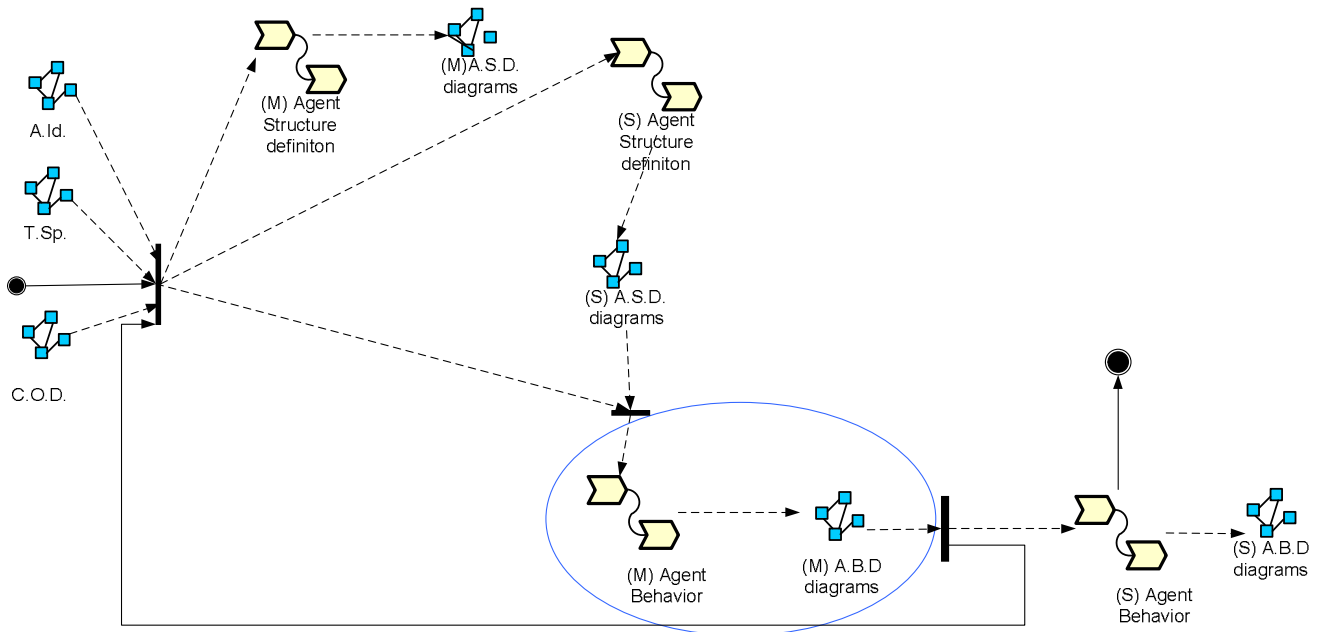 A.Id.
T.Sp.
C.O.D.
(M) Agent
Structure
definiton
(M)A.S.D.
diagrams
(S) Agent
Structure
definiton
(S) A.S.D.
diagrams
(M) Agent
Behavior
(M) A.B.D
diagrams
(S) Agent
Behavior
(S) A.B.D
diagrams